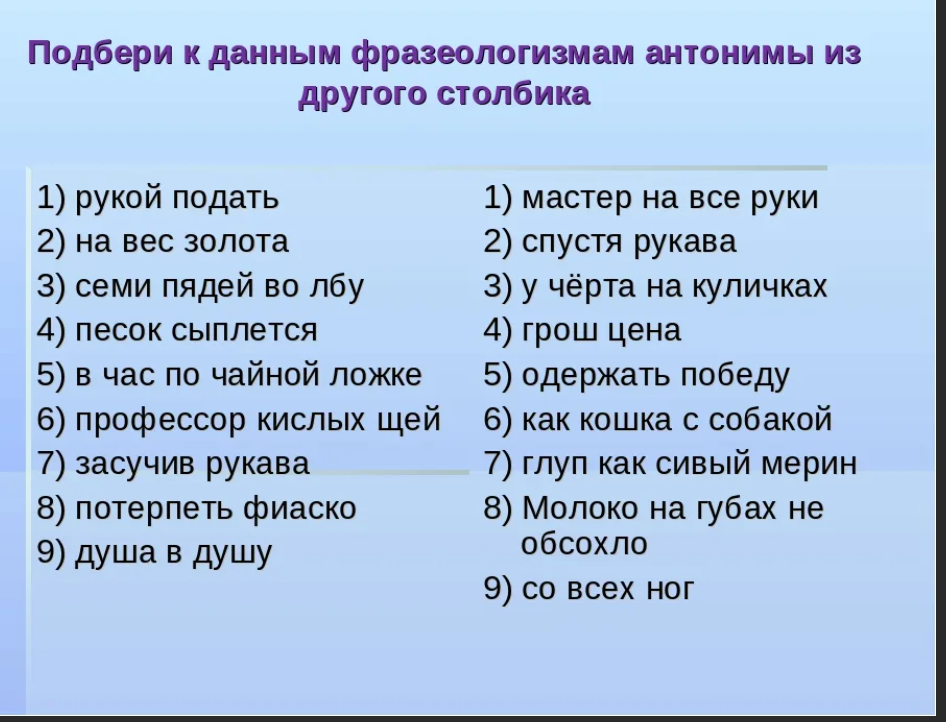 Подбери к данным фразеологизмам антонимы из
другого столбика
1) рукой подать
2) на вес золота
3) семи пядей во лбу
4) песок сыплется
5) в час по чайной ложке
6) профессор кислых щей
7) засучив рукава
8) потерпеть фиаско
9) душа в душу
1) мастер на все руки
2) спустя рукава
3) у чёрта на куличках
4) грош цена
5) одержать победу
6) как кошка с собакой
7) глуп как сивый мерин
8) Молоко на губах не
обсохло
9) со всех ног